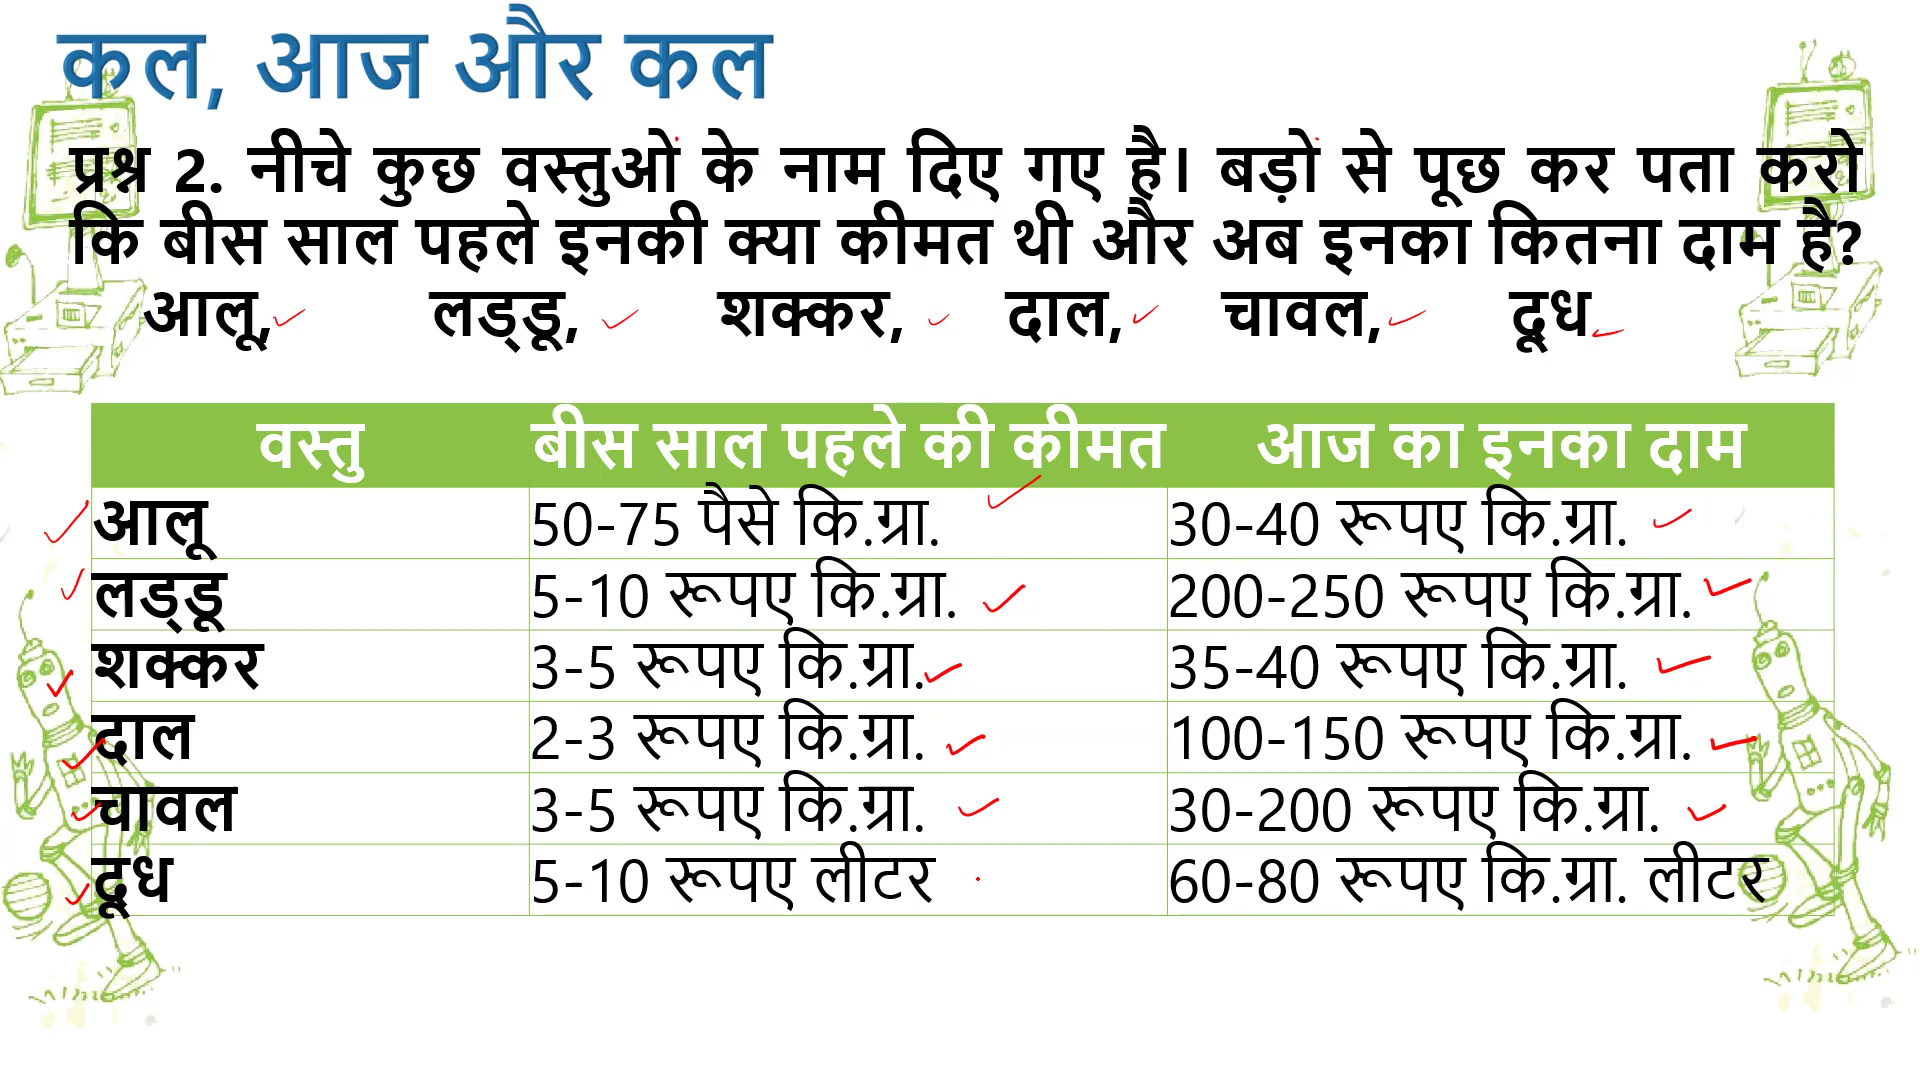 कल, आज और कल
प्रश्न 2. नीचे कुछ वस्तुओं के नाम दिए गए है। बड़ों से पूछ कर पता करो
कि बीस साल पहले इनकी क्या कीमत थी और अब इनका कितना दाम है?
आलू, लड्डू, शक्कर, दाल, चावल, दूध
वस्तु बीस साल पहले की कीमत आज का इनका दाम
आलू 50-75 पैसे कि.ग्रा. 30-40 रूपए कि.ग्रा.
लड्डू 5-10 रूपए कि.ग्रा. 200-250 रूपए कि.ग्रा.
शक्कर 3-5 रूपए कि.ग्रा. 35-40 रूपए कि.ग्रा.
दाल 2-3 रूपए कि.ग्रा. 100-150 रूपए कि.ग्रा.
चावल 3-5 रूपए कि.ग्रा. 30-200 रूपए कि.ग्रा.
दूध 5-10 रूपए लीटर 60-80 रूपए कि.ग्रा. लीटर